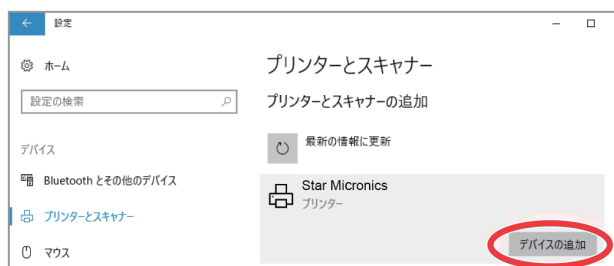 設定
ホーム
設定の検索
デバイス
Bluetooth とその他のデバイス
プリンターとスキャナー
マウス
プリンターとスキャナー
プリンターとスキャナーの追加
最新の情報に更新
Star Micronics
プリンター
デバイスの追加